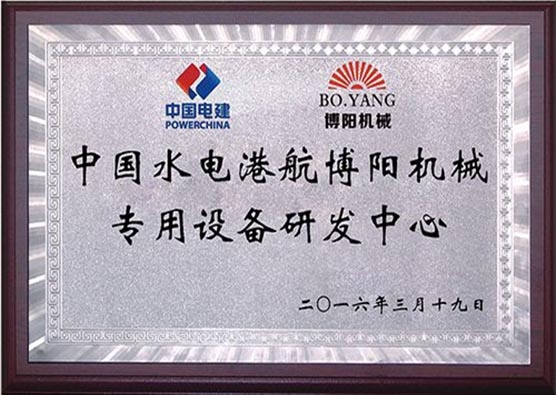 中国电建
POWERCHINA
BO.YANG
博阳机械
中国水电港航博阳机械
专用设备研发中心
二〇一六年三月十九日